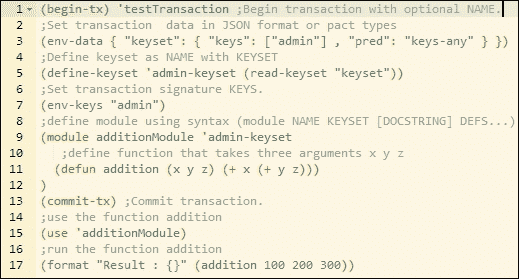 1 (begin-tx) 'testTransaction ;Begin transaction with optional NAME.
2 ;Set transaction  data in JSON format or pact types
3 (env-data { "keyset": { "keys": ["admin"] , "pred": "keys-any" } })
4 ;Define keyset as NAME with KEYSET
5 (define-keyset 'admin-keyset (read-keyset "keyset"))
6 ;Set transaction signature KEYS.
7 (env-keys "admin")
8 ;define module using syntax (module NAME KEYSET [DOCSTRING] DEFS...)
9 (module additionModule 'admin-keyset
10 ;define function that takes three arguments x y z
11 (defun addition (x y z) (+ x (+ y z)))
12 )
13 (commit-tx) ;Commit transaction.
14 ;use the function addition
15 (use 'additionModule)
16 ;run the function addition
17 (format "Result : {}" (addition 100 200 300))